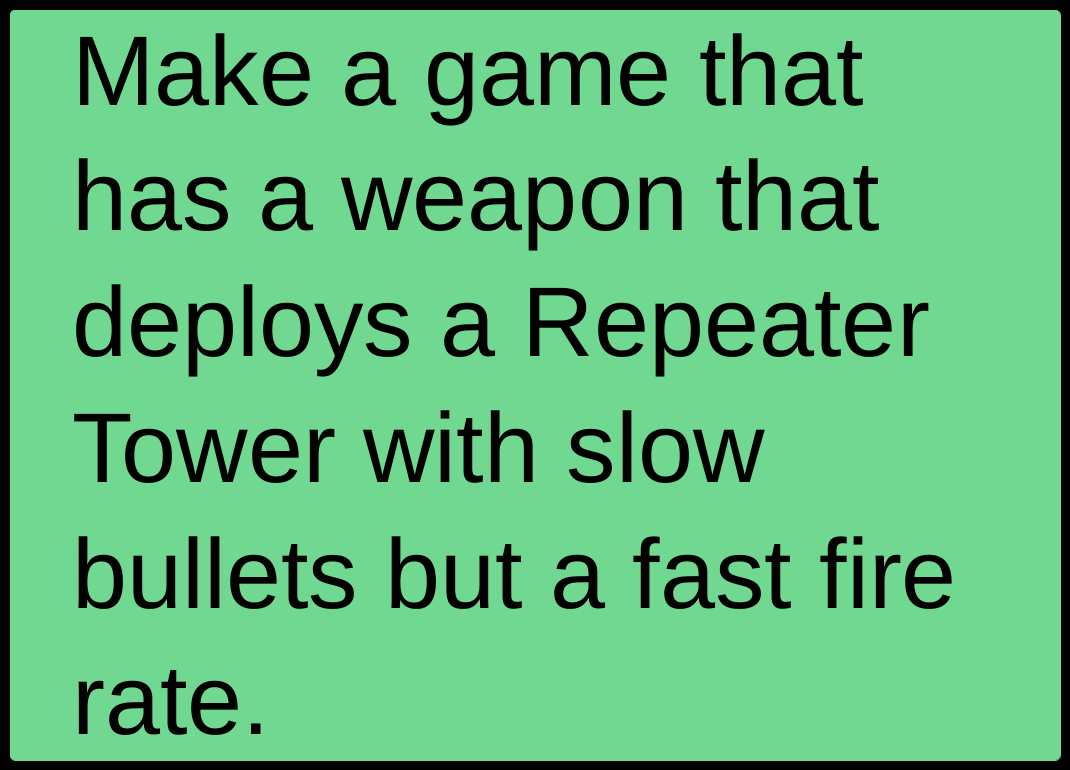 Make a game that
has a weapon that
deploys a Repeater
Tower with slow
bullets but a fast fire
rate.